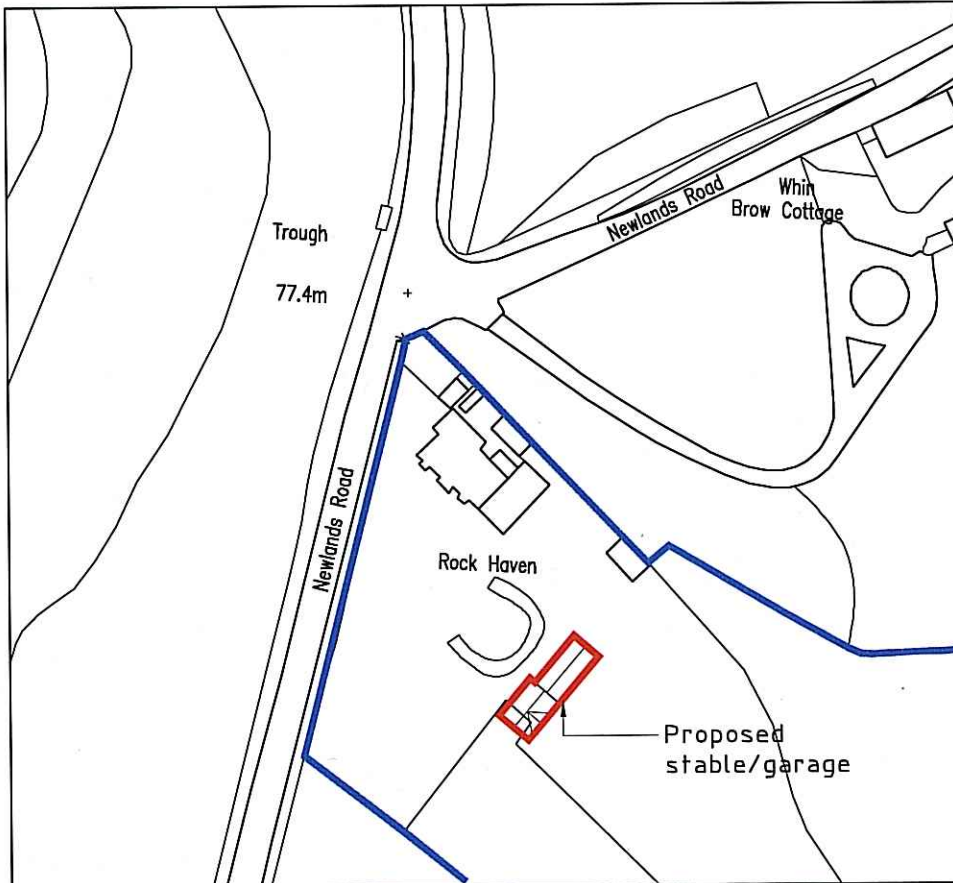 Trough
77.4m
Newlands Road
Whin
Brow Cottage
Newlands Road
Rock Haven
Proposed
stable/garage